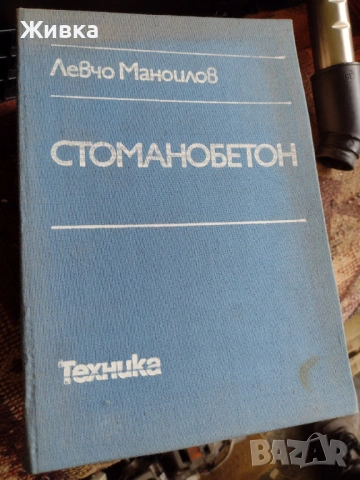 Живка
Левчо Маноилов
СТОМАНОБЕТОН
Техника
BAZAR